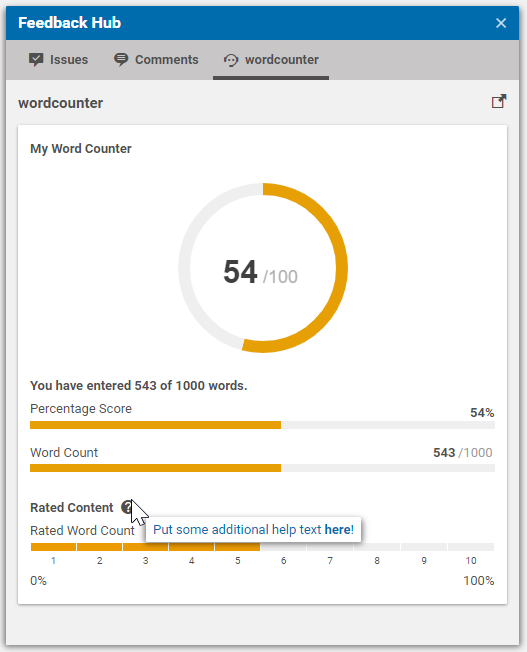 Feedback Hub
Issues Comments wordcounter
wordcounter
My Word Counter
54 /100
You have entered 543 of 1000 words.
Percentage Score 54%
Word Count 543 /1000
Rated Content ?
Rated Word Count
Put some additional help text here!
1 2 3 4 5 6 7 8 9 10
0% 100%